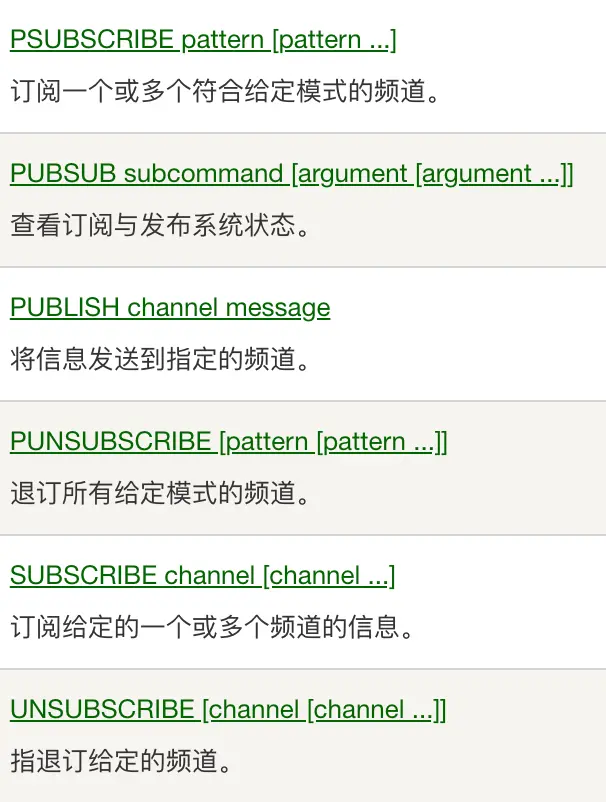 PSUBSCRIBE pattern [pattern ...]
订阅一个或多个符合给定模式的频道。
PUBSUB subcommand [argument [argument ...]]
查看订阅与发布系统状态。
PUBLISH channel message
将信息发送到指定的频道。
PUNSUBSCRIBE [pattern [pattern ...]]
退订所有给定模式的频道。
SUBSCRIBE channel [channel ...]
订阅给定的一个或多个频道的信息。
UNSUBSCRIBE [channel [channel ...]]
指退订给定的频道。